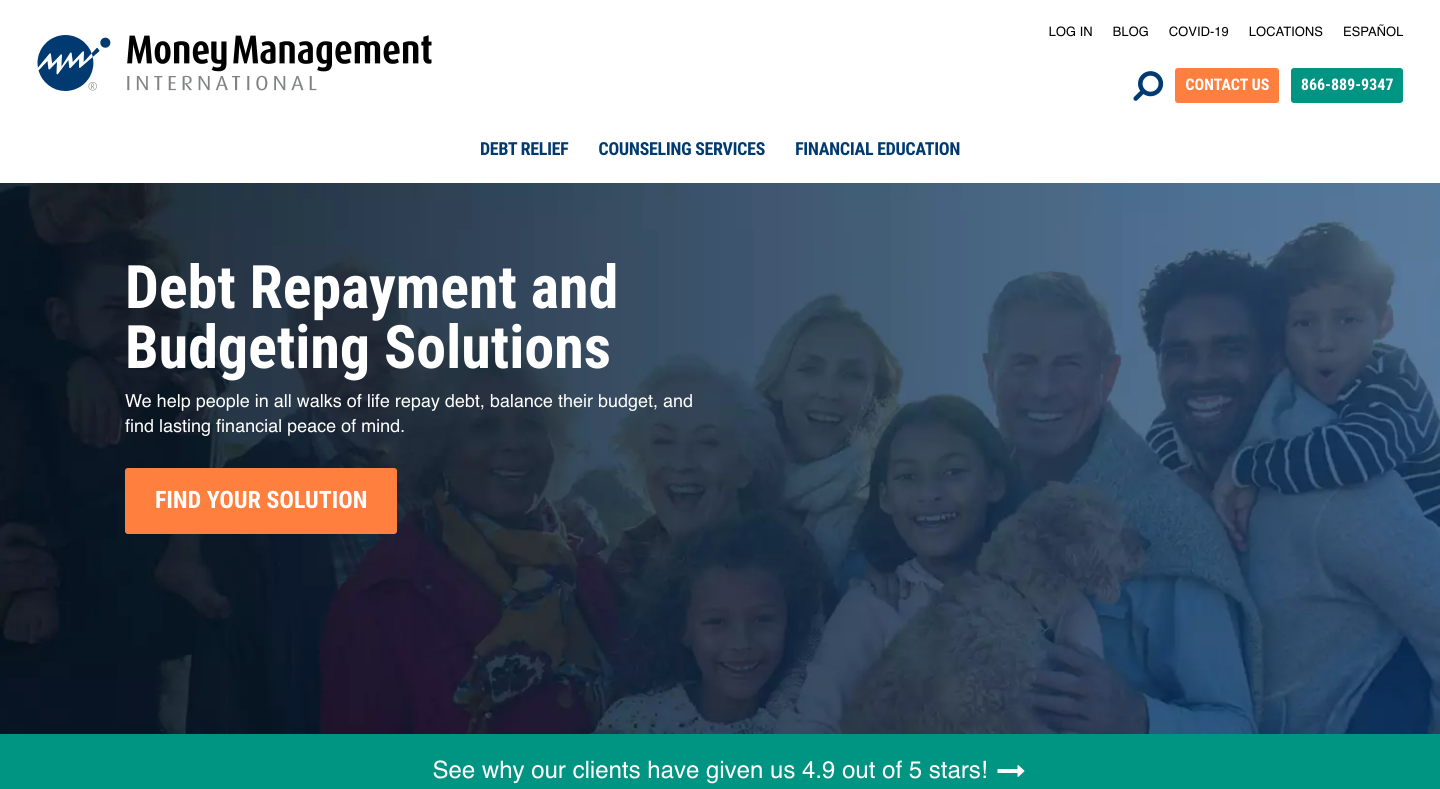 LOG IN BLOG COVID-19 LOCATIONS ESPAÑOL
Money Management
INTERNATIONAL
®
CONTACT US 866-889-9347
DEBT RELIEF COUNSELING SERVICES FINANCIAL EDUCATION
Debt Repayment and
Budgeting Solutions
We help people in all walks of life repay debt, balance their budget, and
find lasting financial peace of mind.
FIND YOUR SOLUTION
See why our clients have given us 4.9 out of 5 stars!